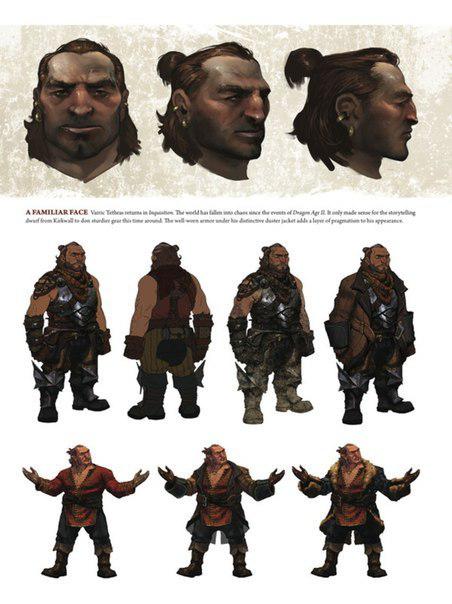 A FAMILIAR FACE Varric Tethras returns in Inquisition. The world has fallen into chaos since the events of Dragon Age II. It only made sense for the storytelling
dwarf from Kirkwall to don sturdier gear this time around. The well-worn armor under his distinctive duster jacket adds a layer of pragmatism to his appearance.